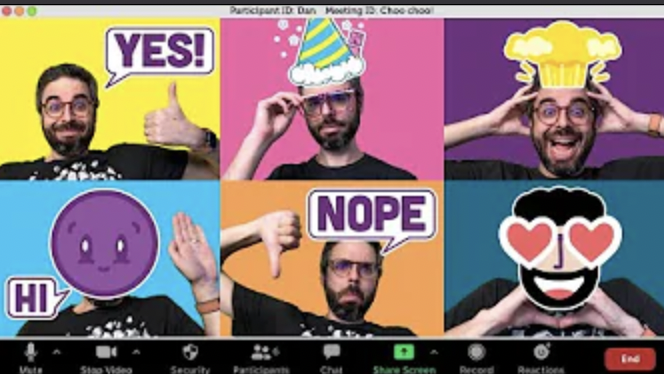 Participant ID: Dan Meeting ID: Choo choo!
YES!
HI
NOPE
Mute
Stop Video
Security
Participants
Chat
Share Screen
Record
Reactions
End